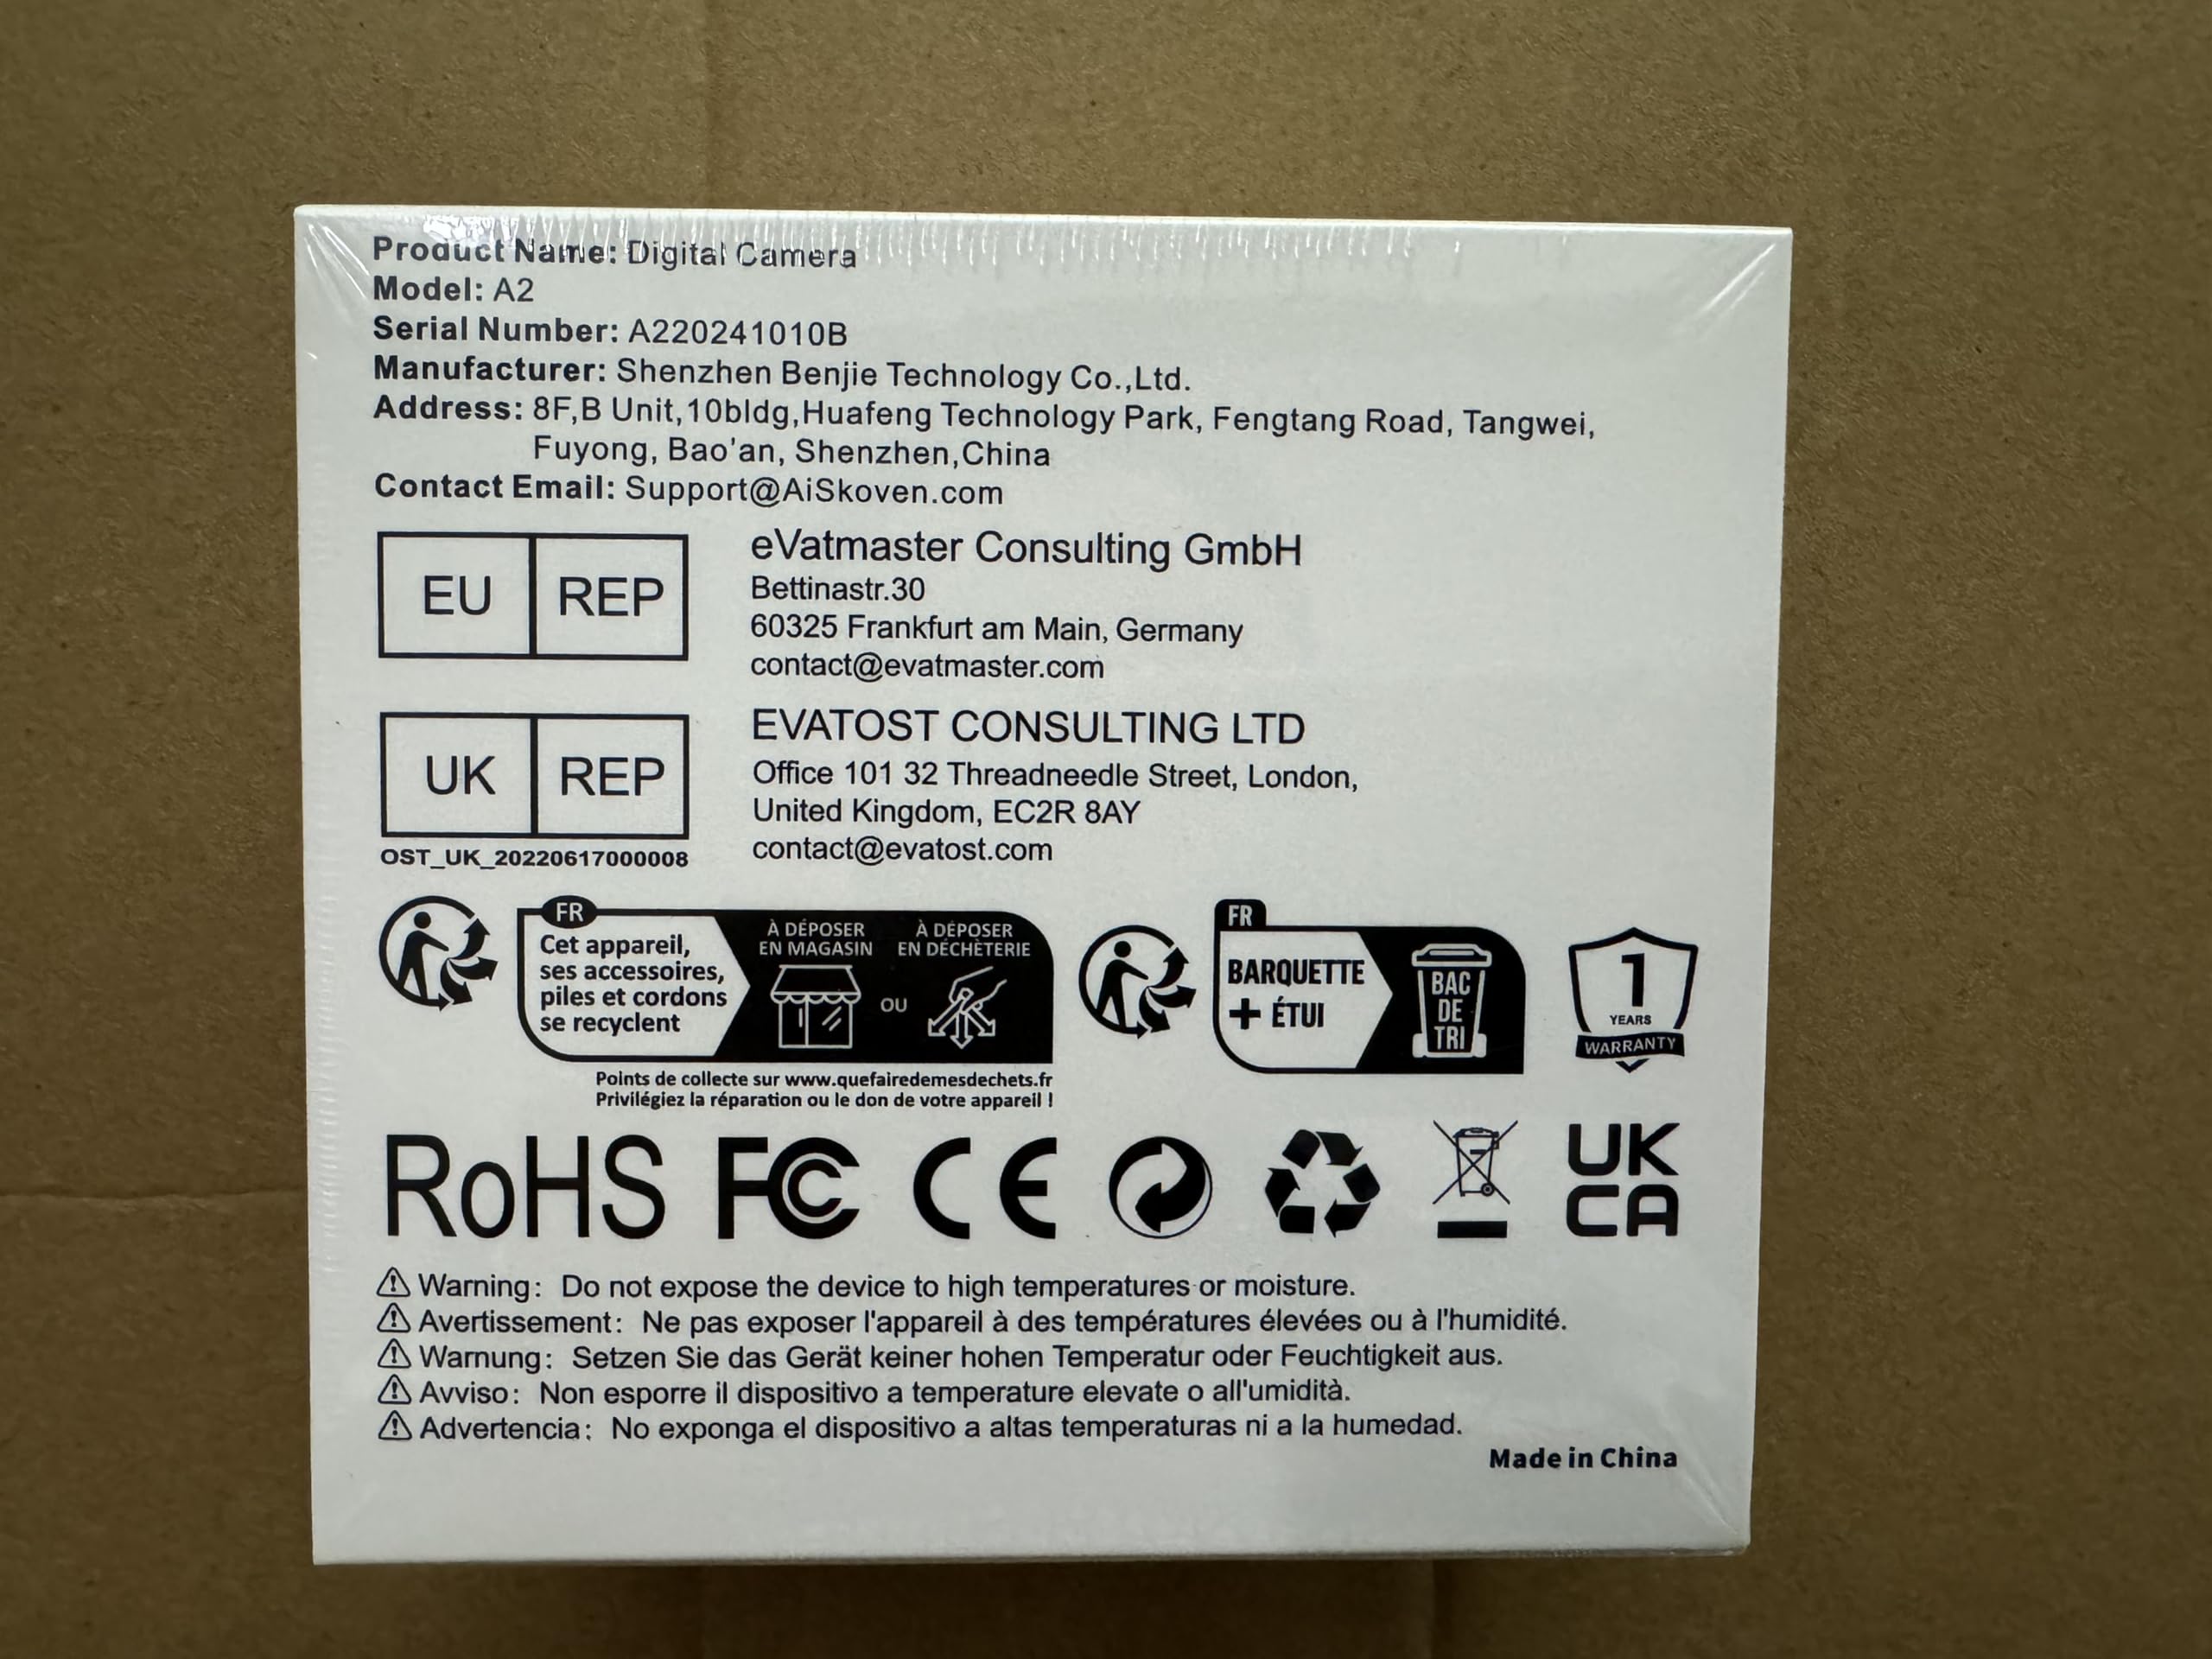 Product Name: Digital Camera
Model: A2
Serial Number: A220241010B
Manufacturer: Shenzhen Benjie Technology Co.,Ltd.
Address: 8F,B Unit,10bldg,Huafeng Technology Park, Fengtang Road, Tangwei,
Fuyong, Bao'an, Shenzhen,China
Contact Email: Support@AiSkoven.com
EU REP
eVatmaster Consulting GmbH
Bettinastr.30
60325 Frankfurt am Main, Germany
contact@evatmaster.com
UK REP
OST_UK_20220617000008
EVATOST CONSULTING LTD
Office 101 32 Threadneedle Street, London,
United Kingdom, EC2R 8AY
contact@evatost.com
FR
Cet appareil,
ses accessoires,
piles et cordons
se recyclent
À DÉPOSER
EN MAGASIN
OU
À DÉPOSER
EN DÉCHÈTERIE
Points de collecte sur www.quefairedemesdechets.fr
Privilégiez la réparation ou le don de votre appareil !
FR
BARQUETTE
+ ÉTUI
BAC
DE
TRI
1
YEARS
WARRANTY
RoHS FC CE
UK
CA
Warning: Do not expose the device to high temperatures or moisture.
Avertissement: Ne pas exposer l'appareil à des températures élevées ou à l'humidité.
Warnung: Setzen Sie das Gerät keiner hohen Temperatur oder Feuchtigkeit aus.
Avviso: Non esporre il dispositivo a temperature elevate o all'umidità.
Advertencia: No exponga el dispositivo a altas temperaturas ni a la humedad.
Made in China